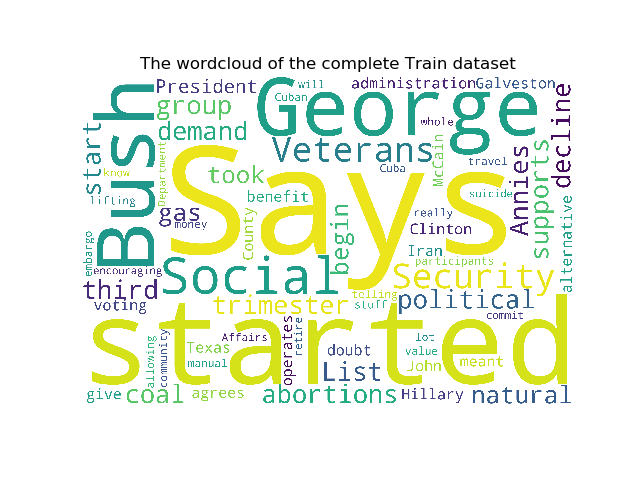 The wordcloud of the complete Train dataset
President
will
administration
Galveston
Cuban
group
George
whole
decline
Bush
start
demand
Veterans
McCain
travel
Annies
supports
know
Department
took
Cuba
suicide
lifting
benefit
Says
gas
money
County
begin
really
Clinton
alternative
embargo
encouraging
Iran
participants
third
Social
Security
voting
trimester
telling
stuff
political
commit
started
Affairs
operates
retire
allowing
community
Texas
manual
doubt
lot
value
John
meant
List
give
coal
agrees
abortions
Hillary
natural